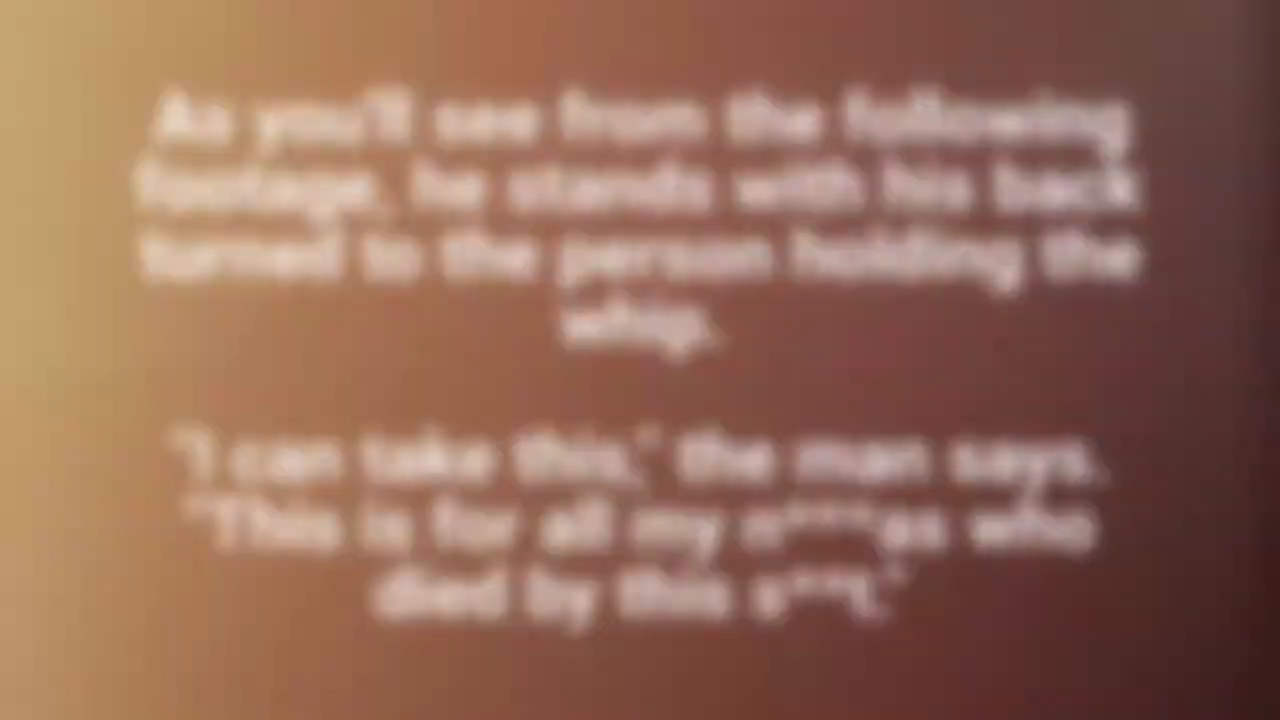 As you'll see from the following
footage, he stands with his back
turned to the person holding the
whip.
"I can take this," the man says.
"This is for all my n***as who
died by this s**t."